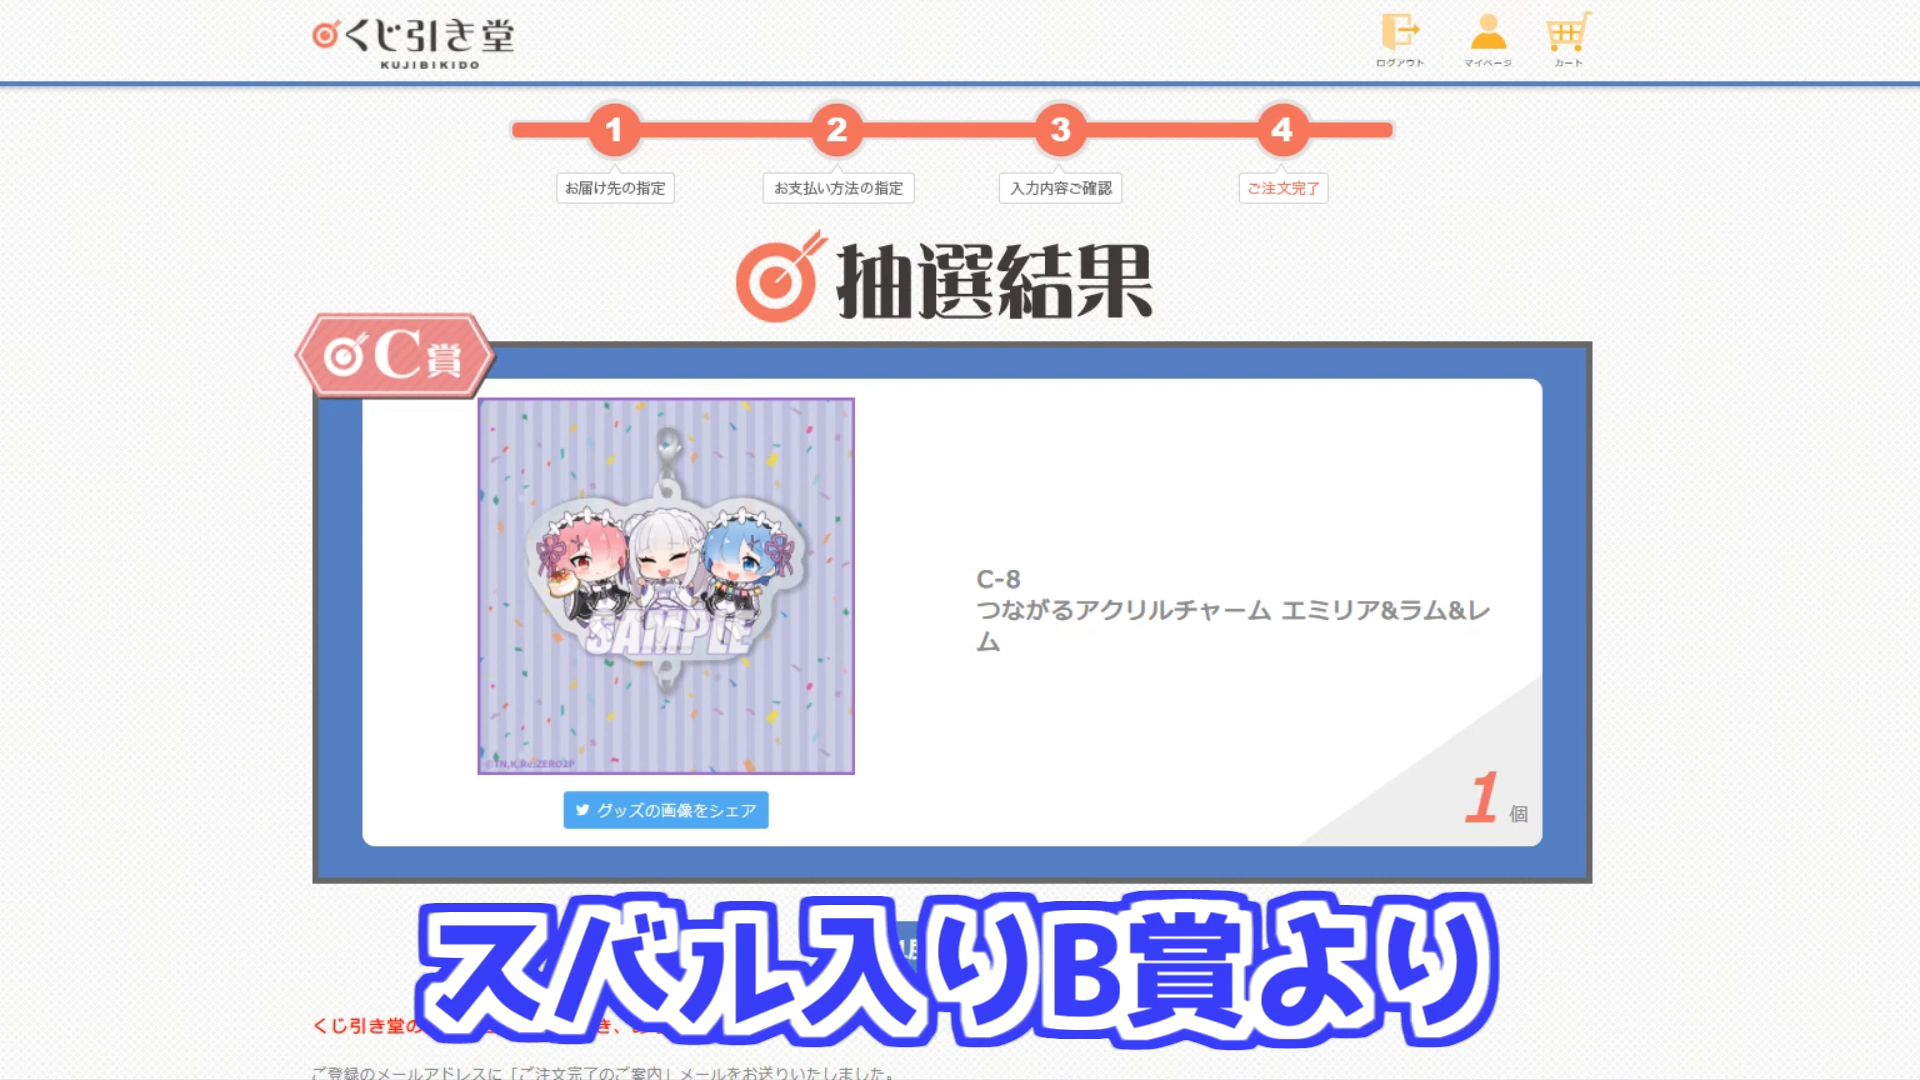 くじ引き堂
KUJIBIKIDO
ログアウト
マイページ
カート
1
2
3
4
お届け先の指定
お支払い方法の指定
入力内容ご確認
ご注文完了
抽選結果
C賞
SAMPLE
©TN,K,Re:ZERO2P
C-8
つながるアクリルチャーム エミリア&ラム&レ
ム
グッズの画像をシェア
1個
スバル入りB賞より
くじ引き堂の
き、
ご登録のメールアドレスに「ご注文完了のご案内」メールをお送りいたしました。